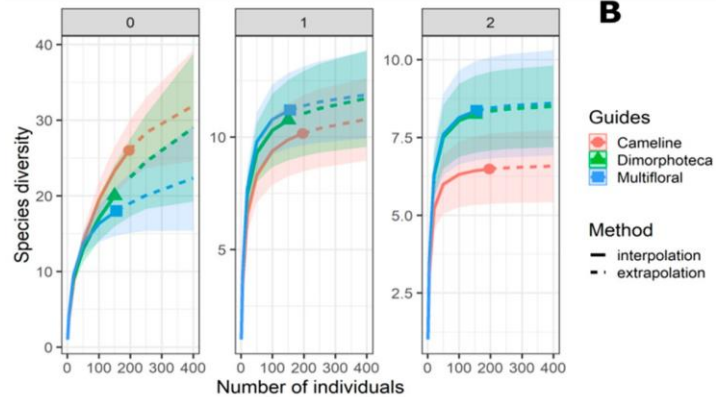 B
0 1 2
Species diversity
40
30
20
10
0
10
5
10.0
7.5
5.0
2.5
0 100 200 300 400 0 100 200 300 400 0 100 200 300 400
Number of individuals
Guides
Cameline
Dimorphoteca
Multifloral
Method
interpolation
extrapolation